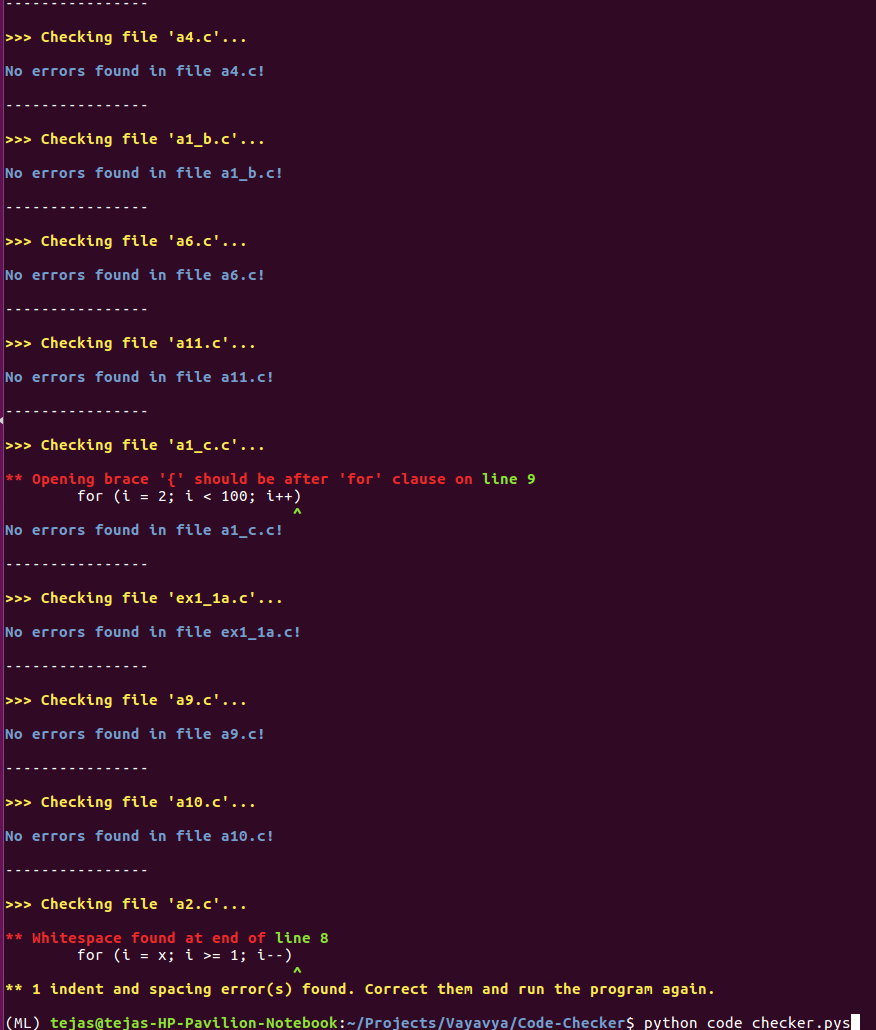 ----------------
>>> Checking file 'a4.c'...
No errors found in file a4.c!
----------------
>>> Checking file 'a1_b.c'...
No errors found in file a1_b.c!
----------------
>>> Checking file 'a6.c'...
No errors found in file a6.c!
----------------
>>> Checking file 'a11.c'...
No errors found in file a11.c!
----------------
>>> Checking file 'a1_c.c'...
** Opening brace '{' should be after 'for' clause on line 9
        for (i = 2; i < 100; i++)
                                ^
No errors found in file a1_c.c!
----------------
>>> Checking file 'ex1_1a.c'...
No errors found in file ex1_1a.c!
----------------
>>> Checking file 'a9.c'...
No errors found in file a9.c!
----------------
>>> Checking file 'a10.c'...
No errors found in file a10.c!
----------------
>>> Checking file 'a2.c'...
** Whitespace found at end of line 8
        for (i = x; i >= 1; i--)
                                ^
** 1 indent and spacing error(s) found. Correct them and run the program again.
(ML) tejas@tejas-HP-Pavilion-Notebook:~/Projects/Vayavya/Code-Checker$ python code_checker.pys